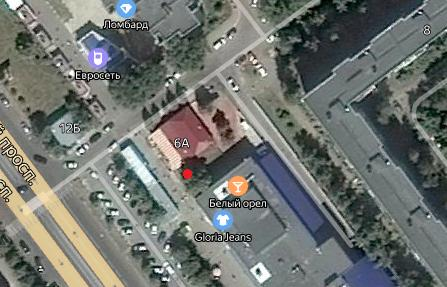 Ломбард
8
Евросеть
12Б
6А
просп.
Белый орел
Gloria Jeans